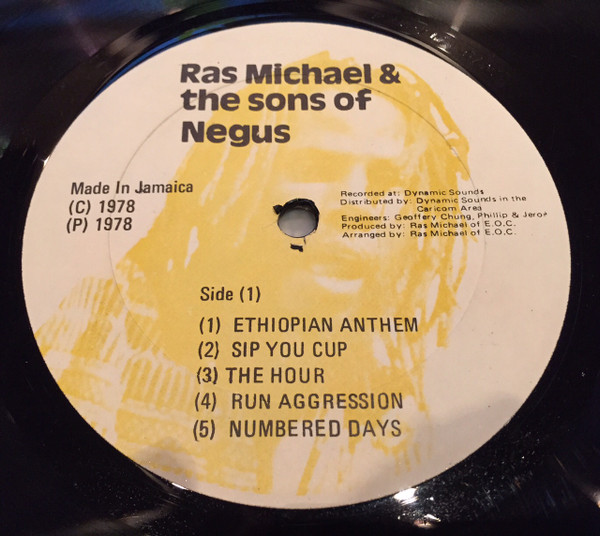 Ras Michael &
the sons of
Negus
Made In Jamaica
(C) 1978
(P) 1978
Recorded at: Dynamic Sounds
Distributed by: Dynamic Sounds in the
Caricom Area
Engineers: Geoffery Chung, Phillip & Jeroe
Produced by: Ras Michael of E.O.C.
Arranged by: Ras Michael of E.O.C.
Side (1)
(1) ETHIOPIAN ANTHEM
(2) SIP YOU CUP
(3) THE HOUR
(4) RUN AGGRESSION
(5) NUMBERED DAYS